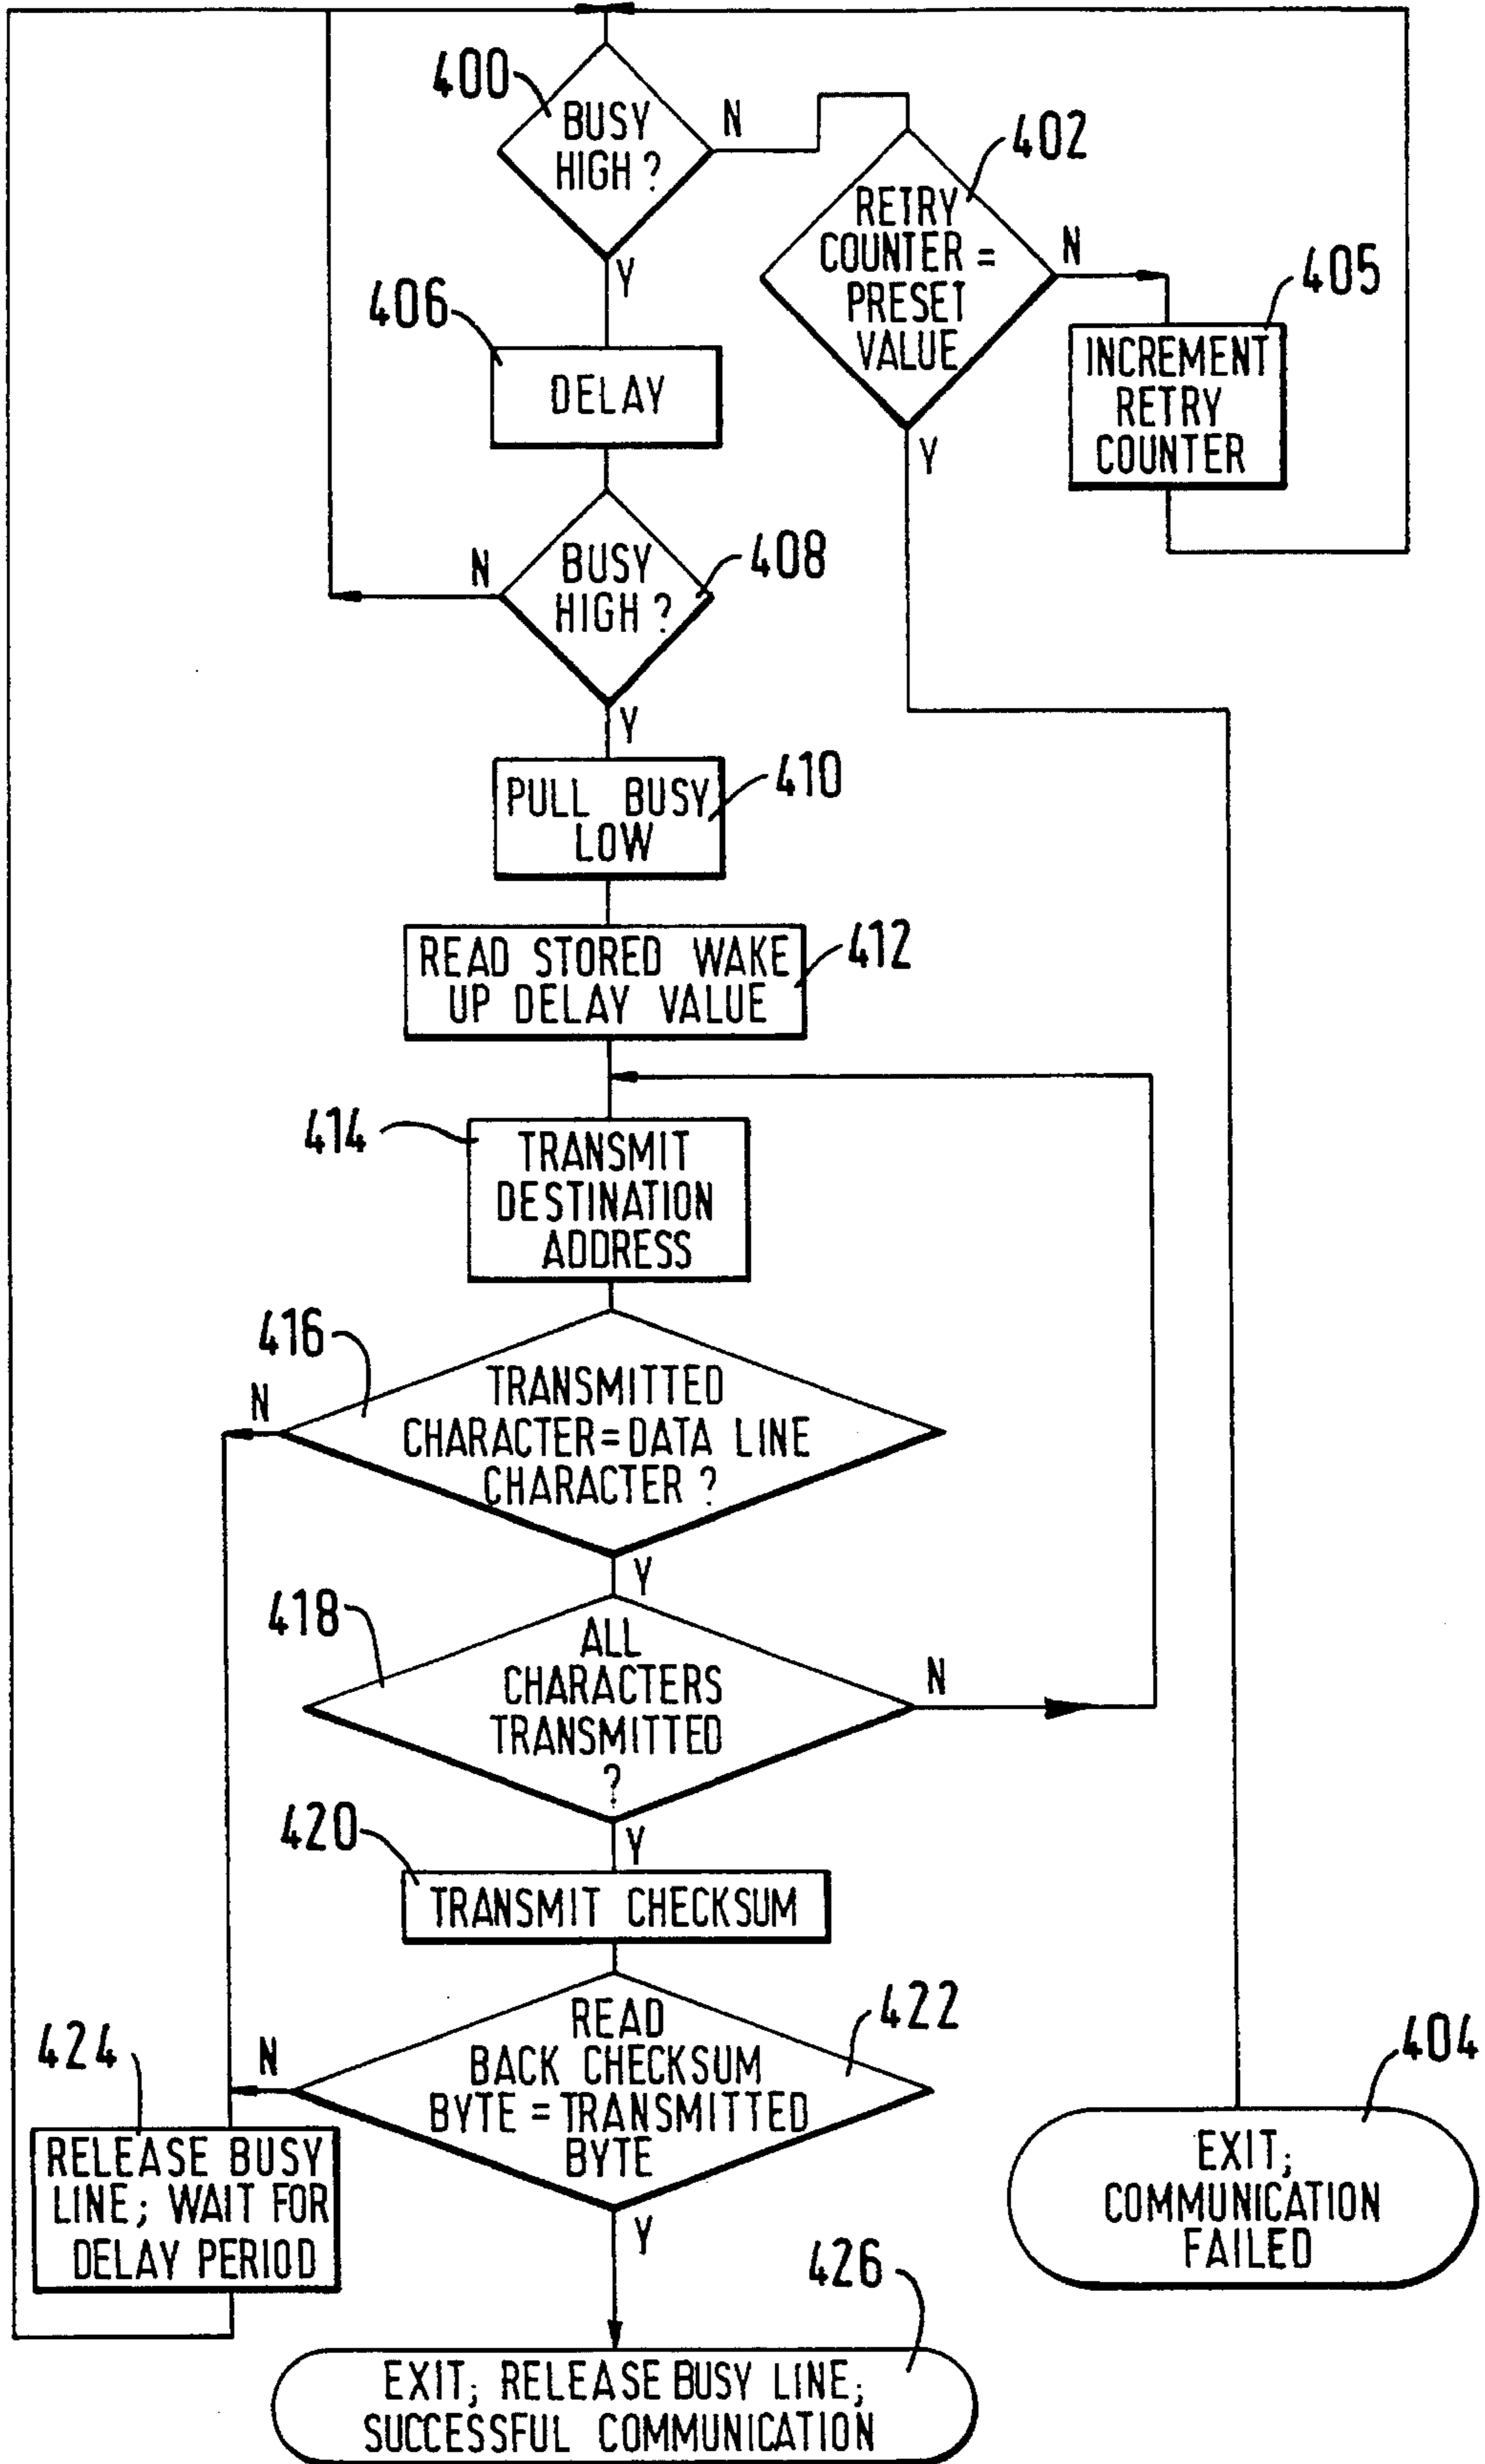 400
BUSY
HIGH ?
N
Y
402
RETRY
COUNTER =
PRESET
VALUE
N
Y
405
INCREMENT
RETRY
COUNTER
406
DELAY
408
BUSY
HIGH ?
N
Y
410
PULL BUSY
LOW
412
READ STORED WAKE
UP DELAY VALUE
414
TRANSMIT
DESTINATION
ADDRESS
416
TRANSMITTED
CHARACTER=DATA LINE
CHARACTER ?
N
Y
418
ALL
CHARACTERS
TRANSMITTED
?
N
Y
420
TRANSMIT CHECKSUM
422
READ
BACK CHECKSUM
BYTE = TRANSMITTED
BYTE
N
Y
424
RELEASE BUSY
LINE; WAIT FOR
DELAY PERIOD
404
EXIT;
COMMUNICATION
FAILED
426
EXIT; RELEASE BUSY LINE;
SUCCESSFUL COMMUNICATION